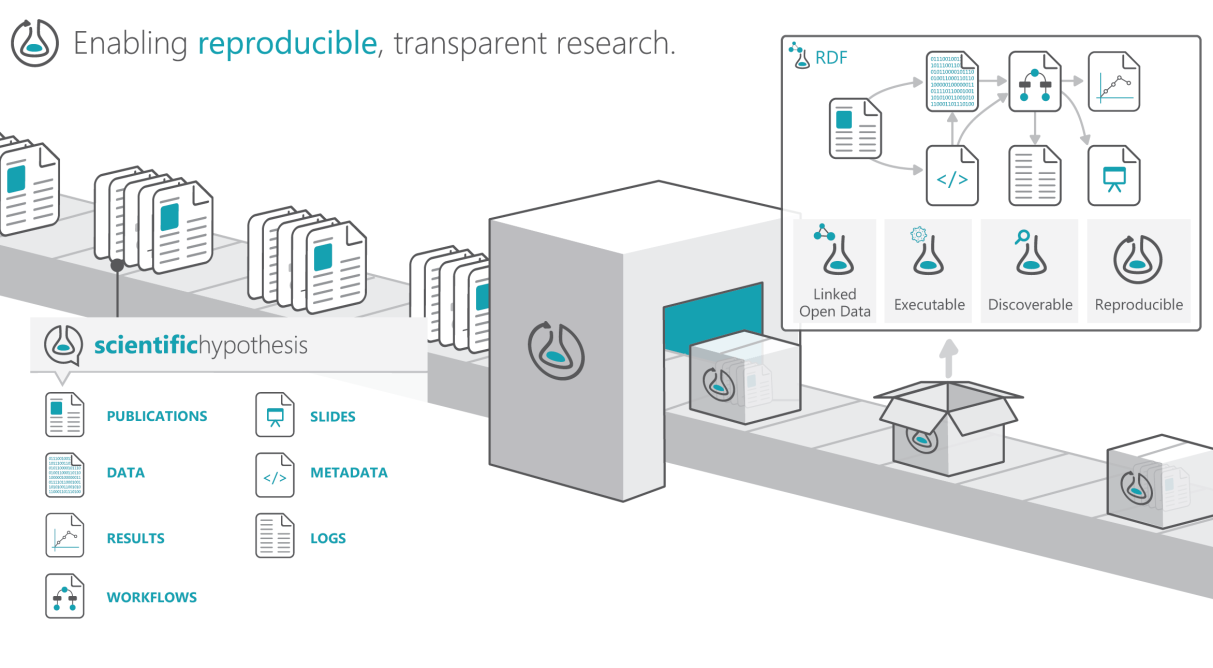 Enabling reproducible, transparent research.
RDF
</>
Linked
Open Data
Executable
Discoverable
Reproducible
scientifichypothesis
PUBLICATIONS
SLIDES
DATA
</>
METADATA
RESULTS
LOGS
WORKFLOWS